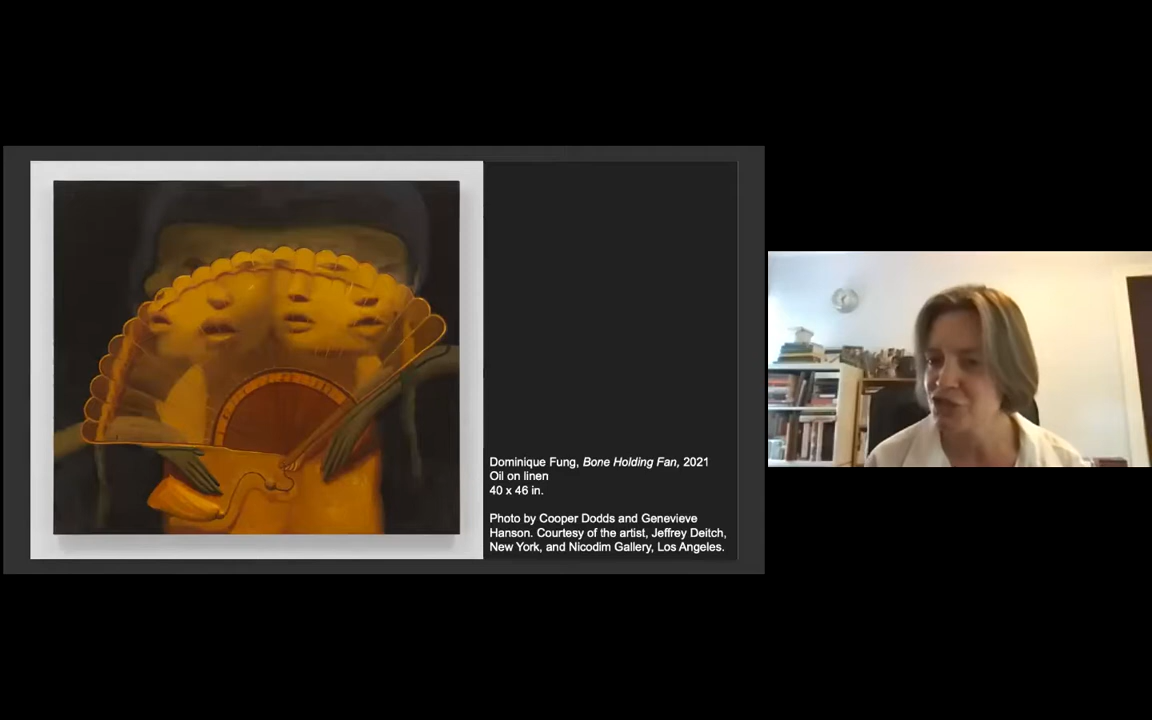 Dominique Fung, Bone Holding Fan, 2021
Oil on linen
40 x 46 in.
Photo by Cooper Dodds and Genevieve
Hanson. Courtesy of the artist, Jeffrey Deitch,
New York, and Nicodim Gallery, Los Angeles.